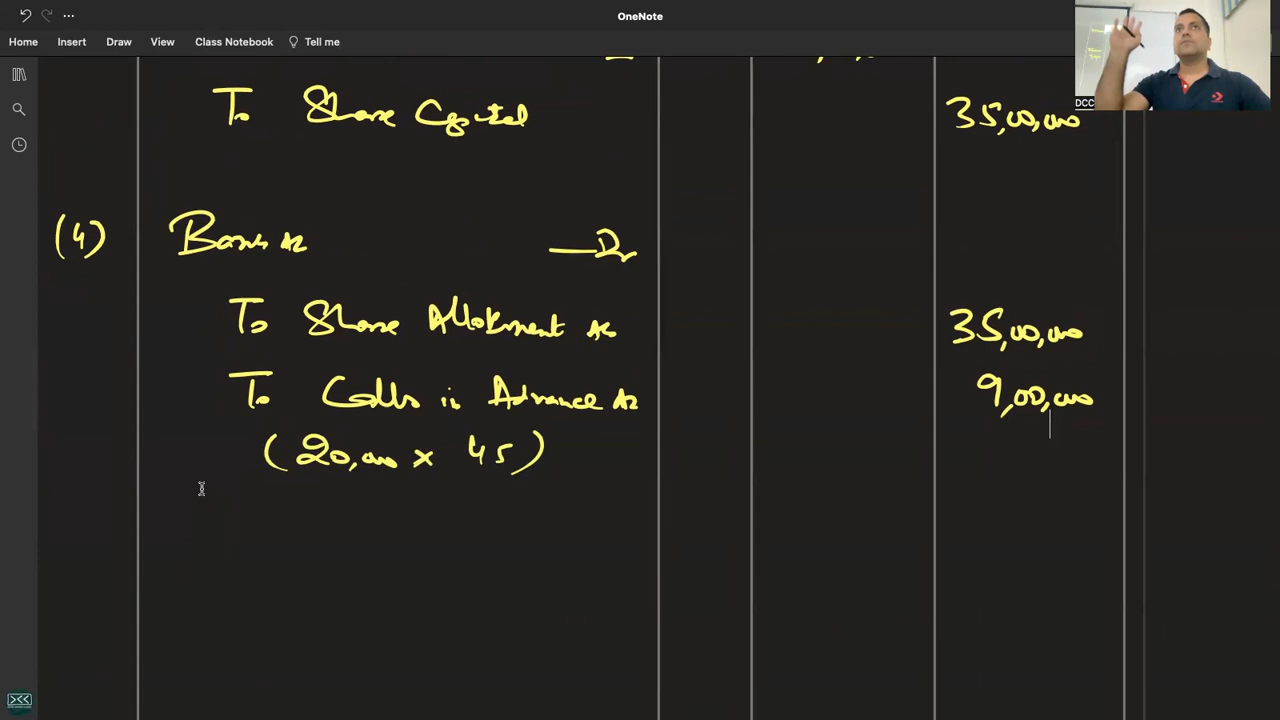 OneNote
Home Insert Draw View Class Notebook Tell me
To Share Capital 35,00,000
DCC
(4) Bank A/c —Dr
To Share Allotment A/c 35,00,000
To Calls in Advance A/c 9,00,000
(20,000 x 45)